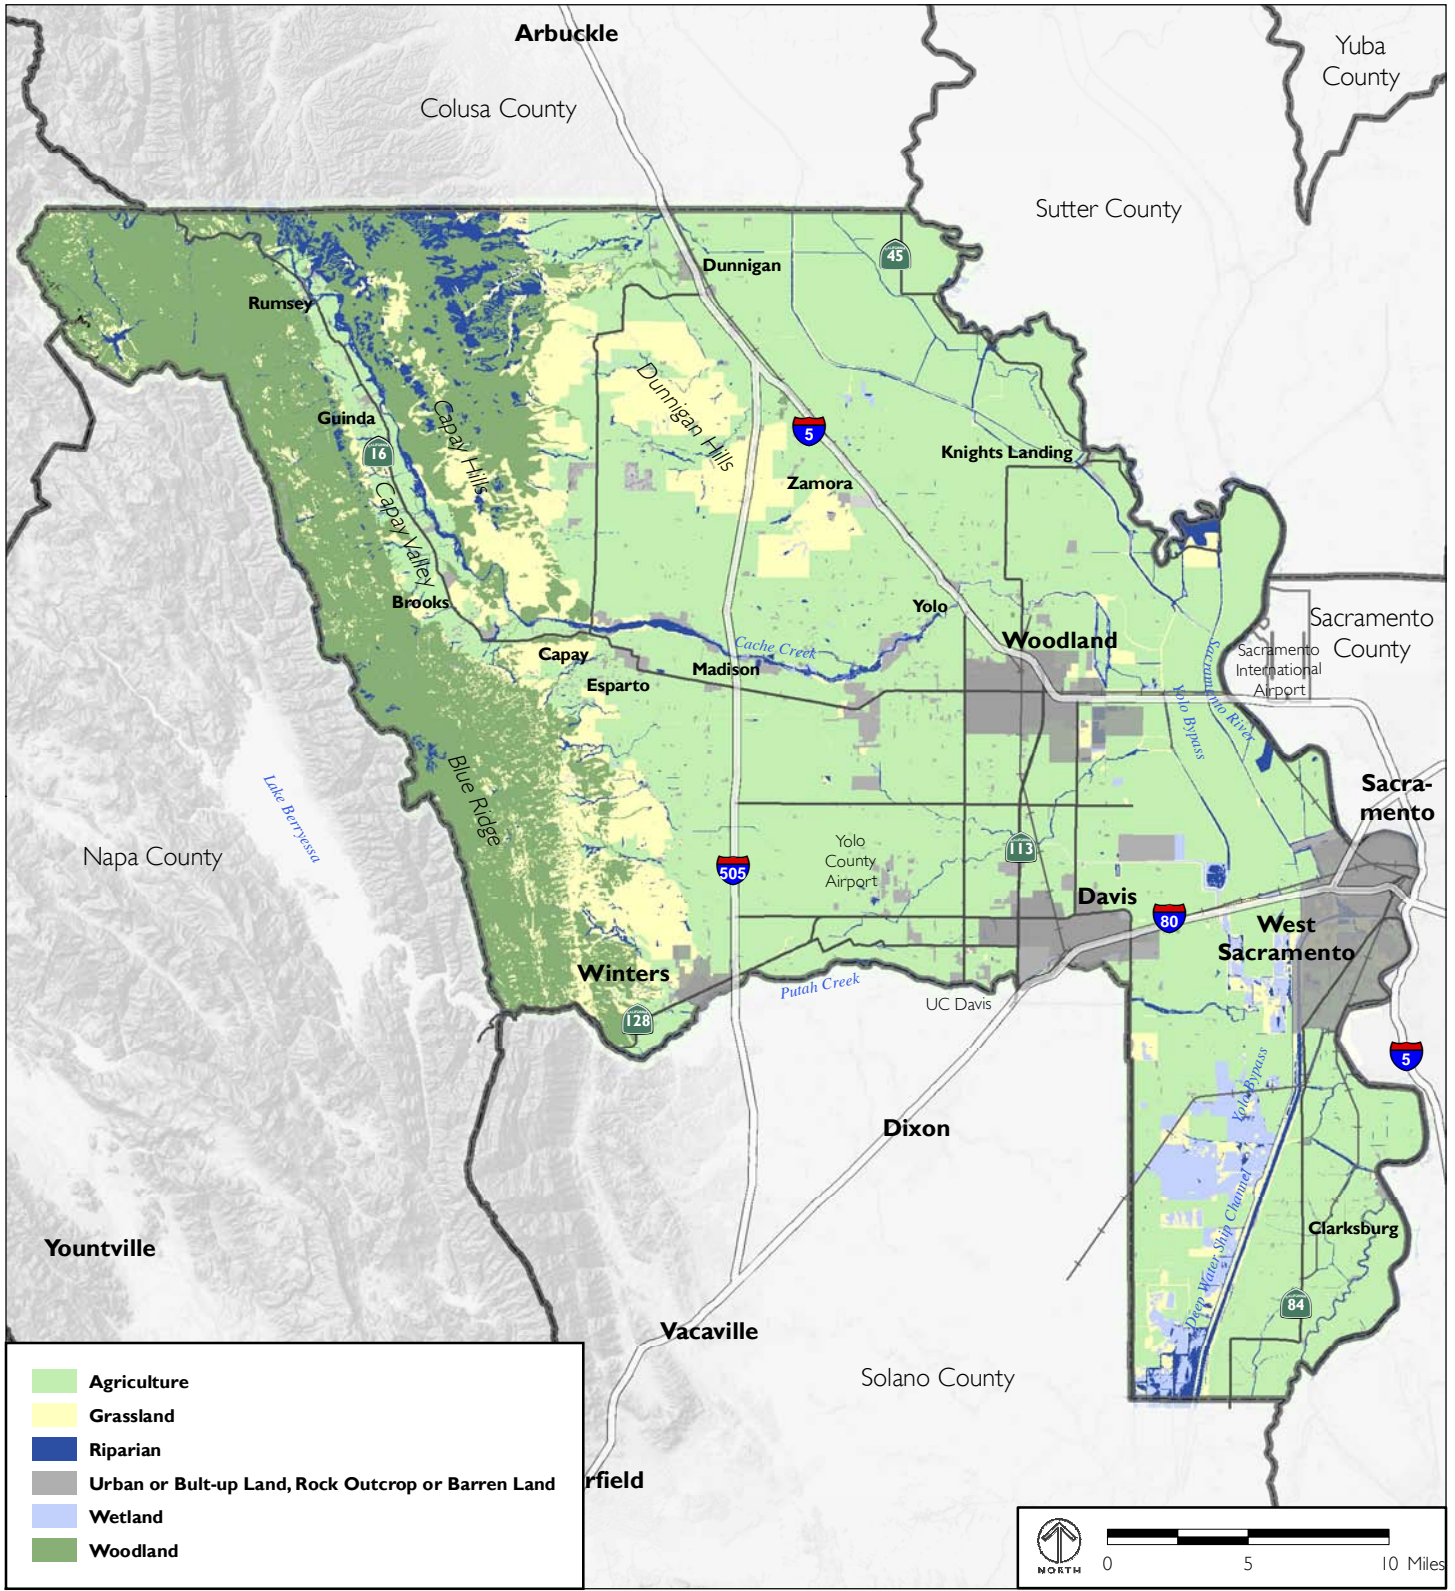 Arbuckle
Yuba
County
Colusa County
Sutter County
45
Dunnigan
Rumsey
Dunnigan Hills
Guinda
Capay Hills
5
16
Knights Landing
Zamora
Capay Valley
Brooks
Yolo
Woodland
Sacramento
County
Cache Creek
Capay
Madison
Sacramento
International
Airport
Esparto
Sacramento River
Yolo Bypass
Blue Ridge
Lake Berryessa
Sacra-
mento
Napa County
Yolo
County
Airport
113
505
Davis
80
West
Sacramento
Winters
Putah Creek
UC Davis
CALIFORNIA
128
5
Yolo Bypass
Dixon
Deep Water Ship Channel
Clarksburg
Yountville
84
Vacaville
Solano County
rfield
Agriculture
Grassland
Riparian
Urban or Bult-up Land, Rock Outcrop or Barren Land
Wetland
Woodland
NORTH
0 5 10 Miles